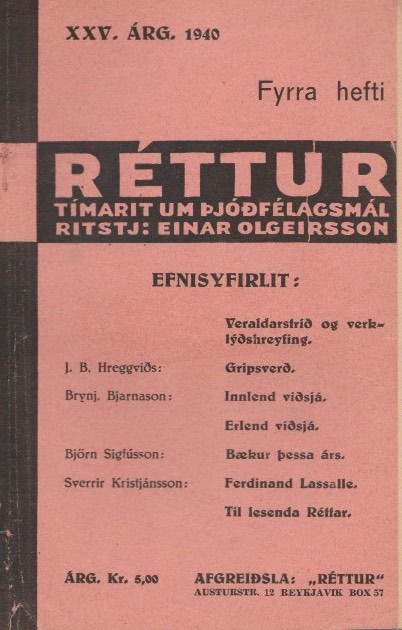 XXV. ÁRG. 1940
Fyrra hefti
RÉTTUR
TÍMARIT UM ÞJÓÐFÉLAGSMÁL
RITSTJ: EINAR OLGEIRSSON
EFNISYFIRLIT:
Veraldarstríð og verk-
lýðshreyfing.
J. B. Hreggviðs: Gripsverð.
Brynj. Bjarnason: Innlend víðsjá.
Erlend víðsjá.
Björn Sigfússon: Bækur þessa árs.
Sverrir Kristjánsson: Ferdinand Lassalle.
Til lesenda Réttar.
ÁRG. Kr. 5,00 AFGREIÐSLA: „RÉTTUR“
AUSTURSTR. 12 REYKJAVIK BOX 57